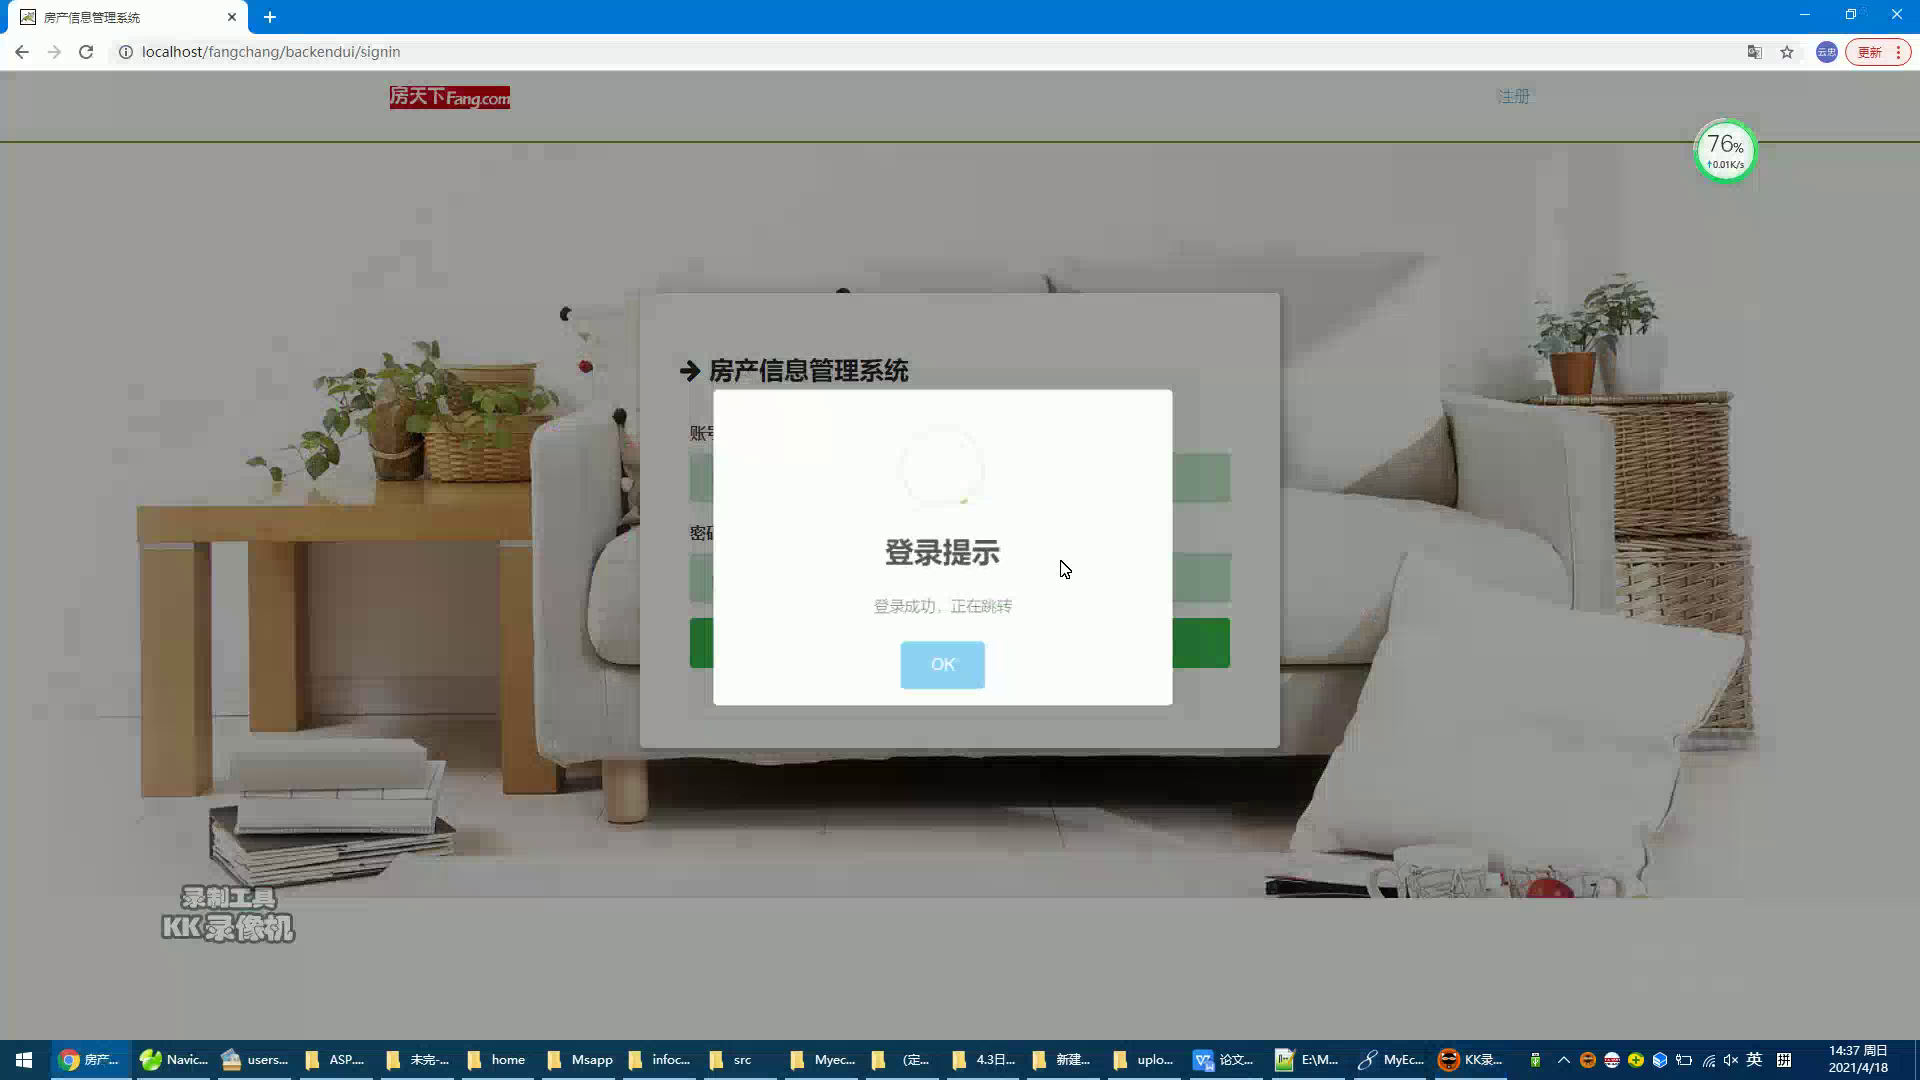 房产信息管理系统
localhost/fangchang/backendui/signin
云忠
更新
房天下Fang.com
注册
76%
↑0.01K/s
房产信息管理系统
账号
密码
登录提示
登录成功，正在跳转
OK
录制工具
KK录像机
房产...
Navic...
users...
ASP....
未完-...
home
Msapp
infoc...
src
Myec...
(定...
4.3日...
新建...
uplo...
论文...
E:\M...
MyEc...
KK录...
英
拼
14:37 周日
2021/4/18